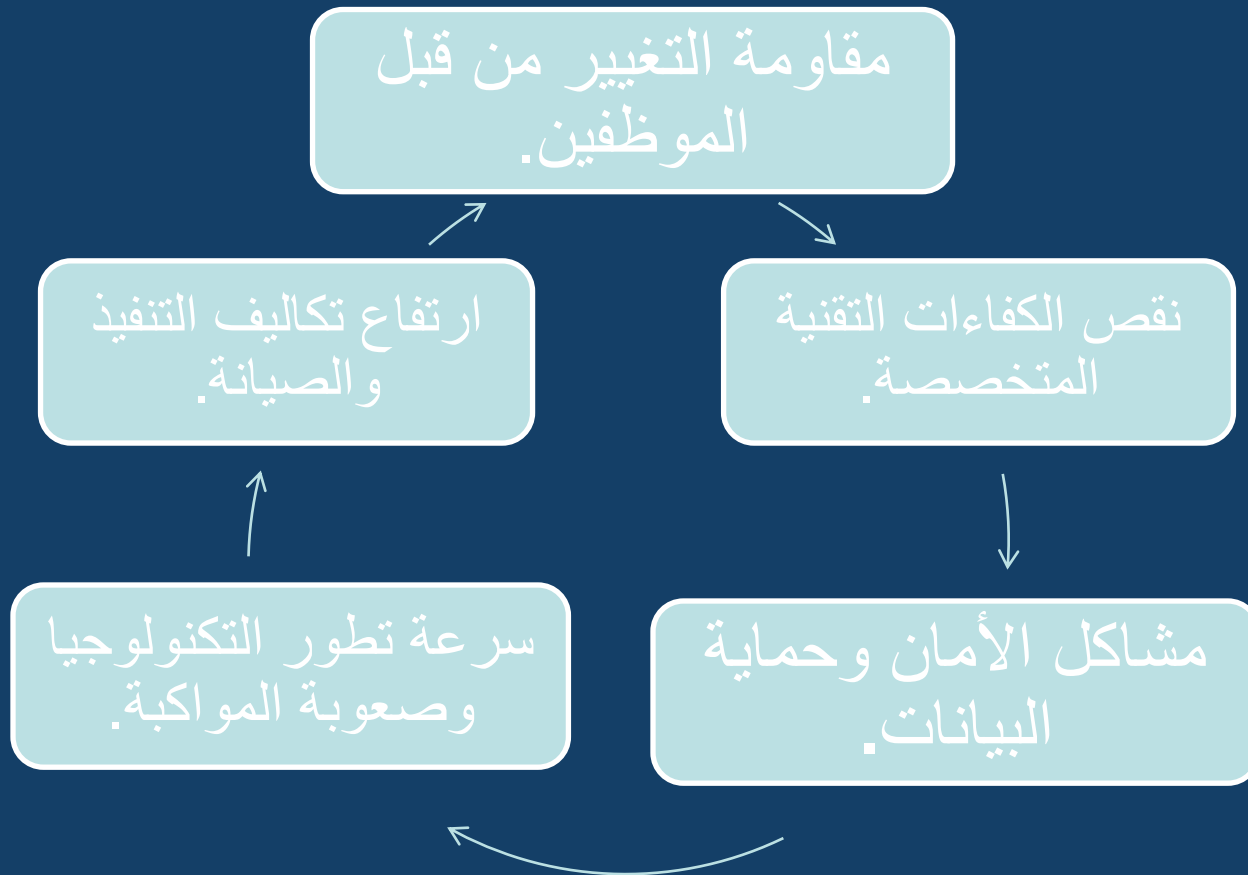 مقاومة التغيير من قبل
الموظفين.
نقص الكفاءات التقنية
المتخصصة.
مشاكل الأمان وحماية
البيانات.
سرعة تطور التكنولوجيا
وصعوبة المواكبة.
ارتفاع تكاليف التنفيذ
والصيانة.